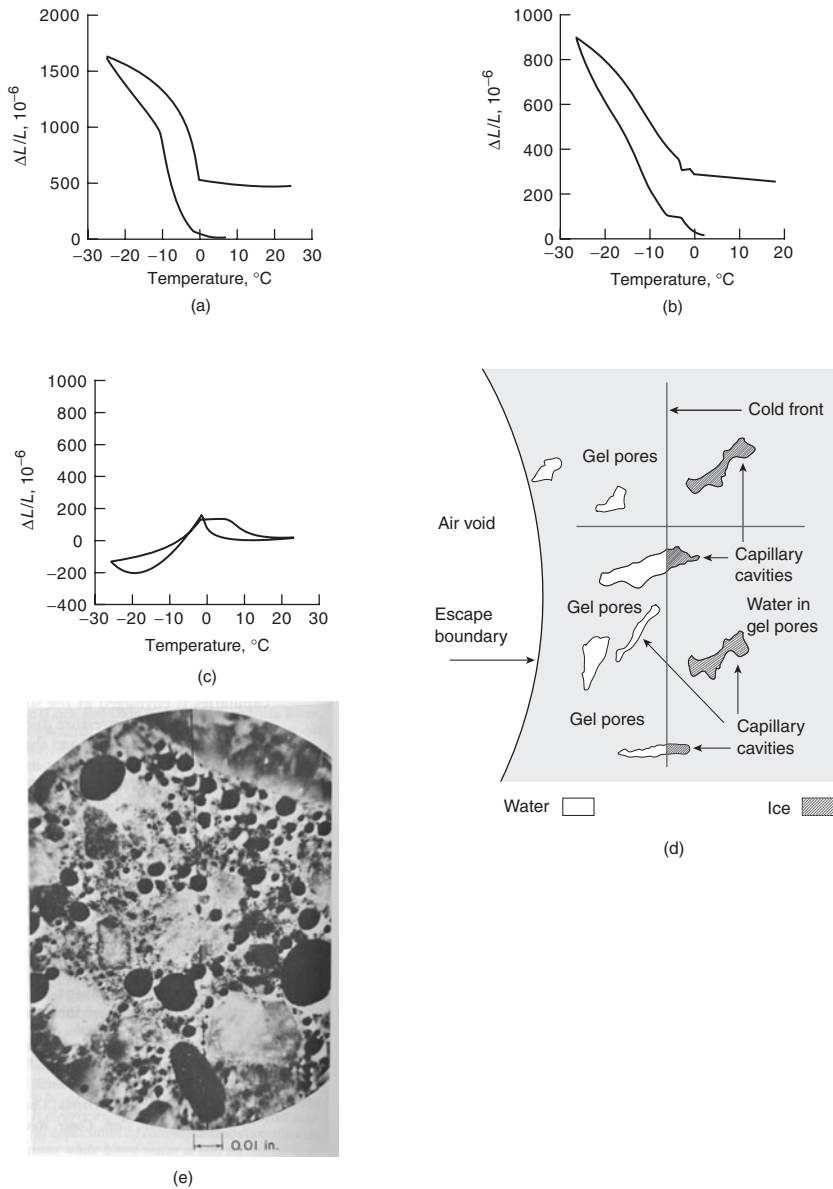 2000
1500
1000
500
0
ΔL/L, 10−6
−30 −20 −10 0 10 20 30
Temperature, °C
(a)
1000
800
600
400
200
0
ΔL/L, 10−6
−30 −20 −10 0 10 20
Temperature, °C
(b)
1000
800
600
400
200
0
−200
−400
ΔL/L, 10−6
−30 −20 −10 0 10 20 30
Temperature, °C
(c)
Cold front
Gel pores
Air void
Capillary
cavities
Gel pores
Water in
gel pores
Escape
boundary
Gel pores
Capillary
cavities
Water
Ice
(d)
0.01 in.
(e)